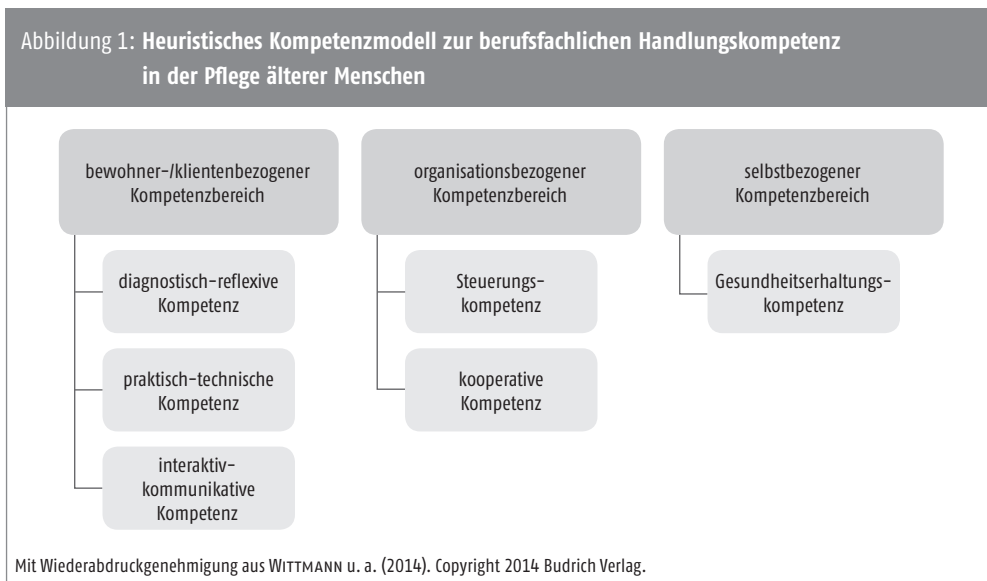 Abbildung 1: Heuristisches Kompetenzmodell zur berufsfachlichen Handlungskompetenz
in der Pflege älterer Menschen
bewohner-/klientenbezogener
Kompetenzbereich
diagnostisch-reflexive
Kompetenz
praktisch-technische
Kompetenz
interaktiv-
kommunikative
Kompetenz
organisationsbezogener
Kompetenzbereich
Steuerungs-
kompetenz
kooperative
Kompetenz
selbstbezogener
Kompetenzbereich
Gesundheitserhaltungs-
kompetenz
Mit Wiederabdruckgenehmigung aus WITTMANN u. a. (2014). Copyright 2014 Budrich Verlag.